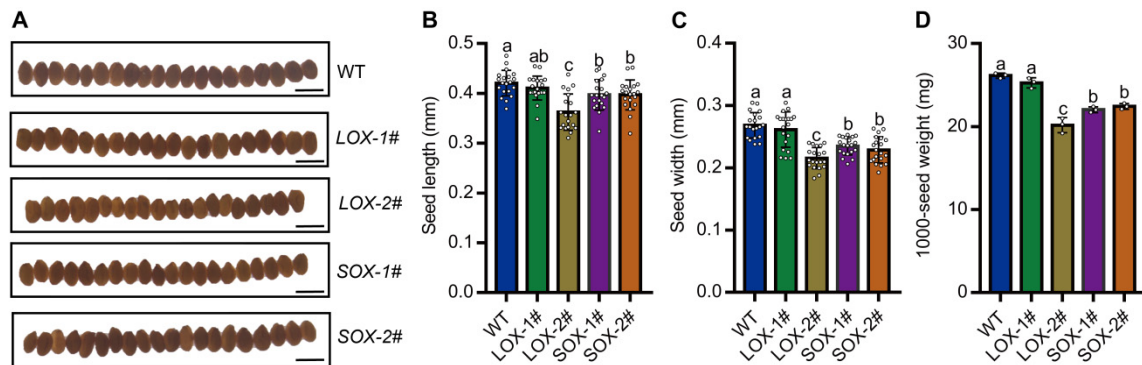 A
WT
LOX-1#
LOX-2#
SOX-1#
SOX-2#
B
Seed length (mm)
0.5
0.4
0.3
0.2
0.1
0.0
a
ab
c
b
b
WT
LOX-1#
LOX-2#
SOX-1#
SOX-2#
C
Seed width (mm)
0.4
0.3
0.2
0.1
0.0
a
a
c
b
b
WT
LOX-1#
LOX-2#
SOX-1#
SOX-2#
D
1000-seed weight (mg)
30
20
10
0
a
a
c
b
b
WT
LOX-1#
LOX-2#
SOX-1#
SOX-2#